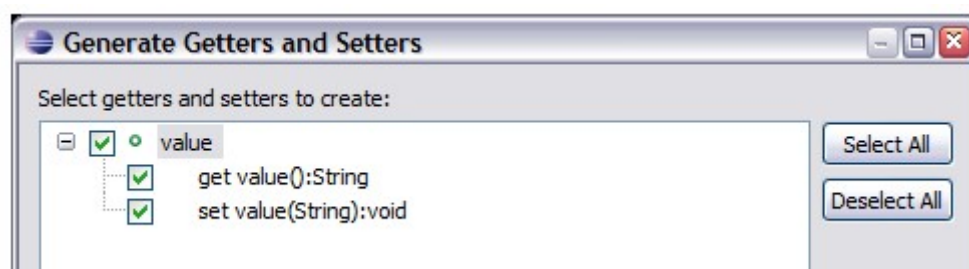 Generate Getters and Setters
Select getters and setters to create:
value
get value():String
set value(String):void
Select All
Deselect All